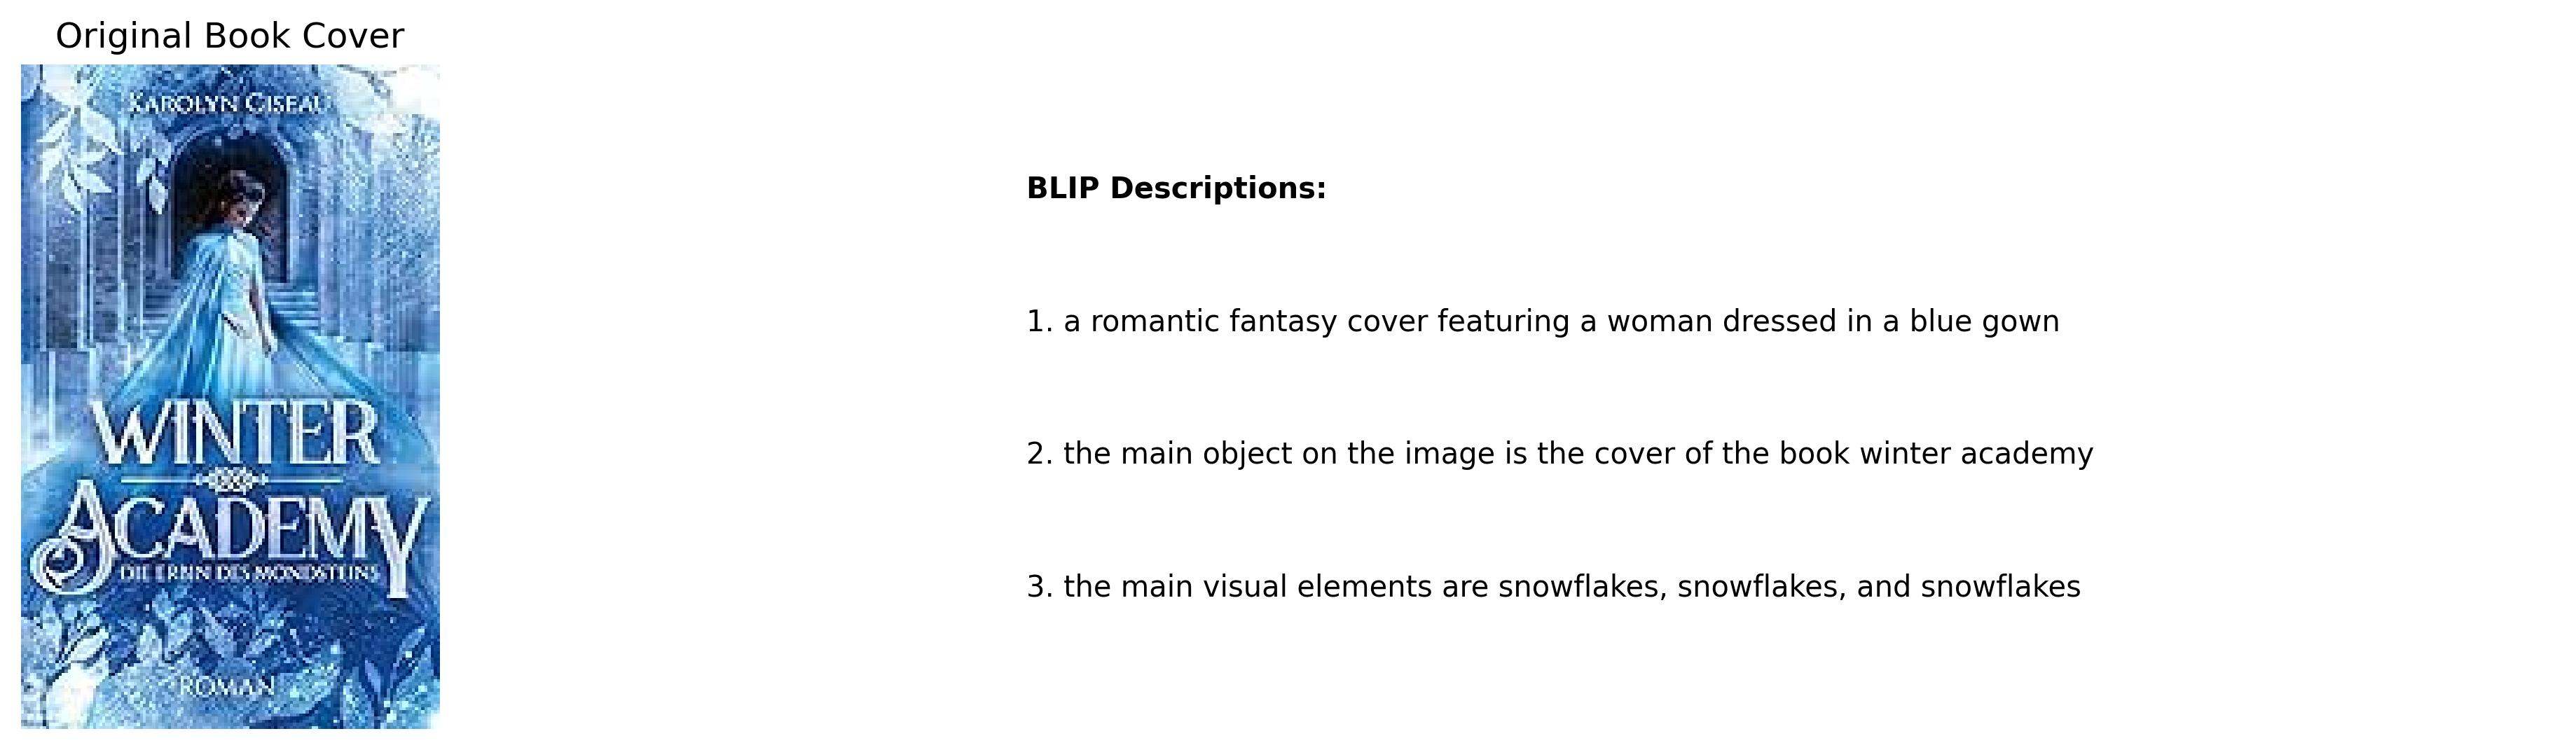 Original Book Cover
KAROLYN CISEAU
WINTER
ACADEMY
DIE ERBIN DES MONDSTEINS
ROMAN
BLIP Descriptions:
1. a romantic fantasy cover featuring a woman dressed in a blue gown
2. the main object on the image is the cover of the book winter academy
3. the main visual elements are snowflakes, snowflakes, and snowflakes